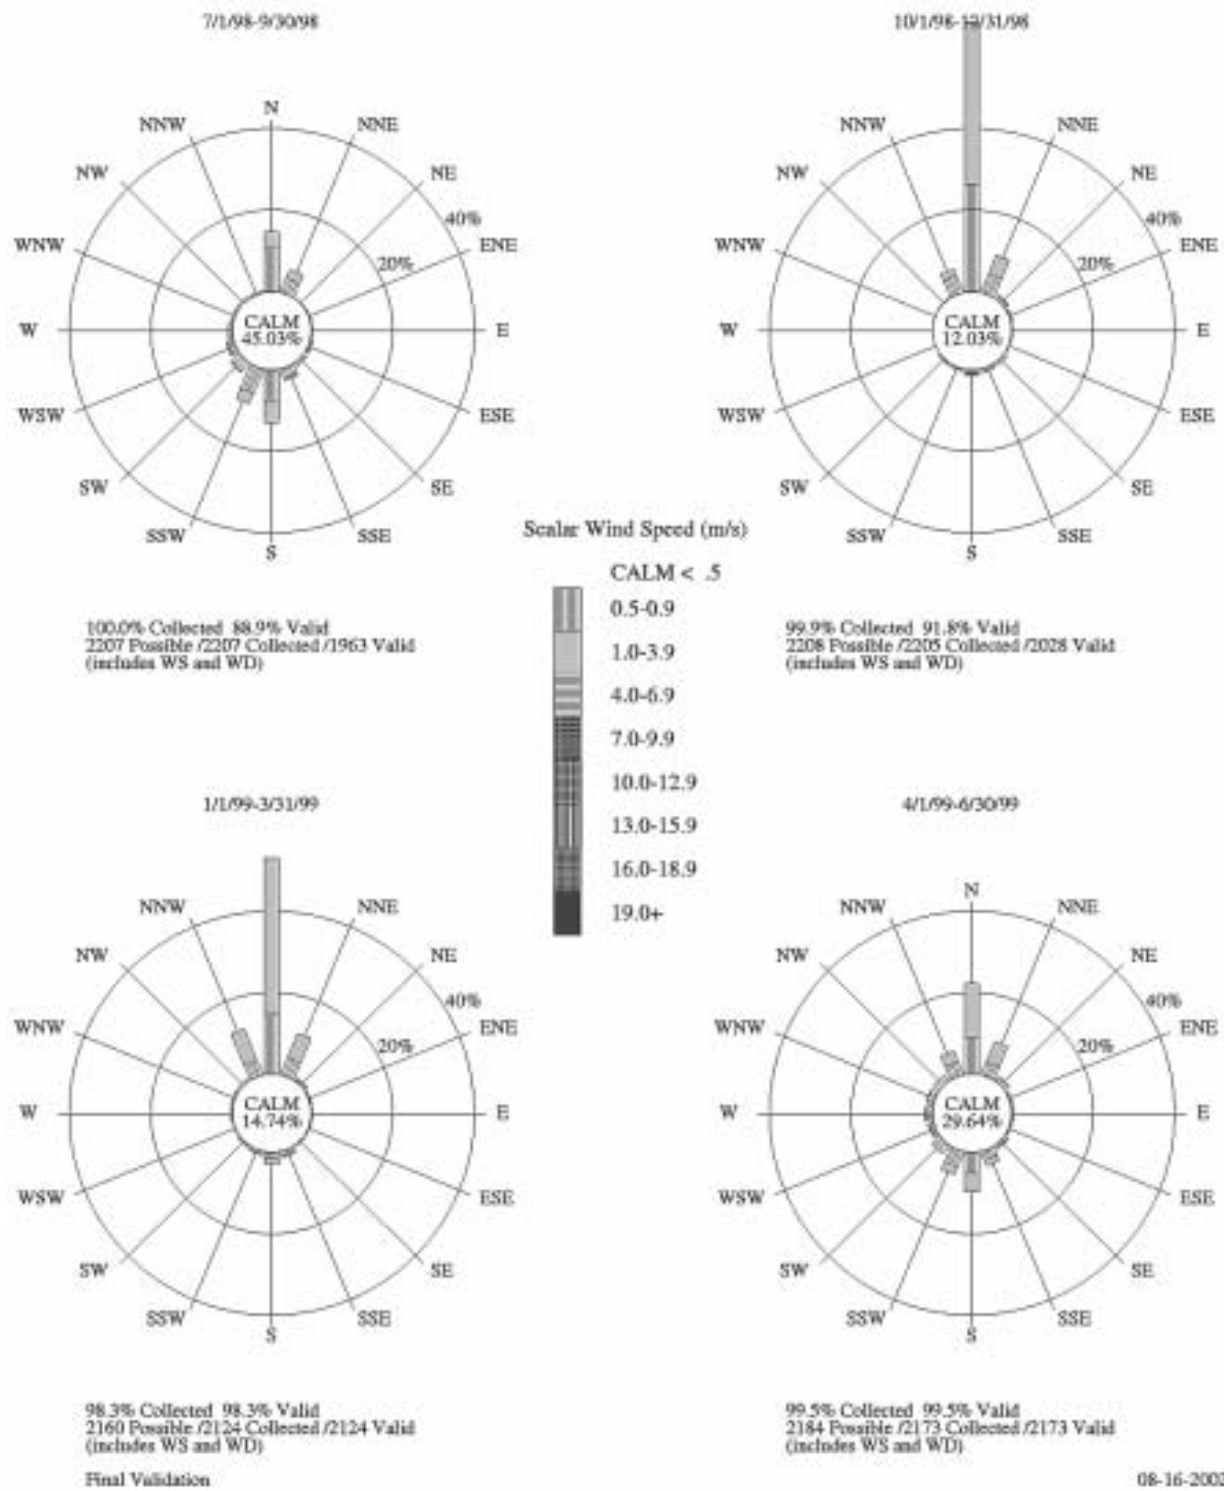 7/1/98-9/30/98
N
NNW
NNE
NW
NE
40%
WNW
ENE
20%
CALM
45.03%
W
E
WSW
ESE
SW
SE
SSW
SSE
S
100.0% Collected 88.9% Valid
2207 Possible /2207 Collected /1963 Valid
(includes WS and WD)
10/1/98-12/31/98
NNW
NNE
NW
NE
40%
WNW
ENE
20%
CALM
12.03%
W
E
WSW
ESE
SW
SE
SSW
SSE
S
99.9% Collected 91.8% Valid
2208 Possible /2205 Collected /2028 Valid
(includes WS and WD)
Scalar Wind Speed (m/s)
CALM < .5
0.5-0.9
1.0-3.9
4.0-6.9
7.0-9.9
10.0-12.9
13.0-15.9
16.0-18.9
19.0+
1/1/99-3/31/99
NNW
NNE
NW
NE
40%
WNW
ENE
20%
CALM
14.74%
W
E
WSW
ESE
SW
SE
SSW
SSE
S
98.3% Collected 98.3% Valid
2160 Possible /2124 Collected /2124 Valid
(includes WS and WD)
4/1/99-6/30/99
N
NNW
NNE
NW
NE
40%
WNW
ENE
20%
CALM
29.64%
W
E
WSW
ESE
SW
SE
SSW
SSE
S
99.5% Collected 99.5% Valid
2184 Possible /2173 Collected /2173 Valid
(includes WS and WD)
Final Validation
08-16-2002